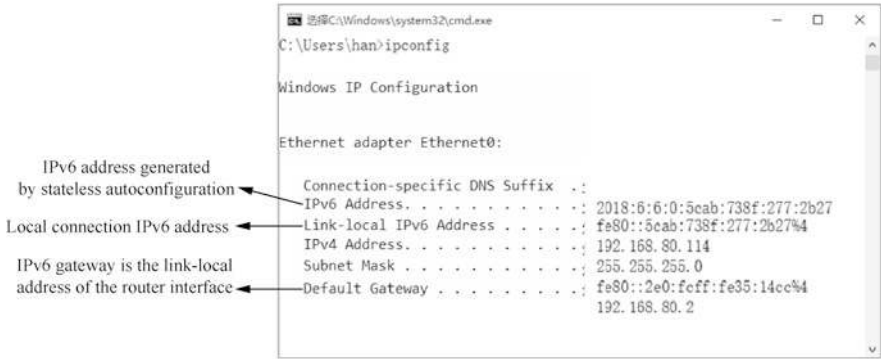 选择C:\Windows\system32\cmd.exe
C:\Users\han>ipconfig
Windows IP Configuration
Ethernet adapter Ethernet0:
Connection-specific DNS Suffix . :
IPv6 Address. . . . . . . . . . . : 2018:6:6:0:5cab:738f:277:2b27
Link-local IPv6 Address . . . . . : fe80::5cab:738f:277:2b27%4
IPv4 Address. . . . . . . . . . . : 192.168.80.114
Subnet Mask . . . . . . . . . . . : 255.255.255.0
Default Gateway . . . . . . . . . : fe80::2e0:fcff:fe35:14cc%4
192.168.80.2
IPv6 address generated
by stateless autoconfiguration
Local connection IPv6 address
IPv6 gateway is the link-local
address of the router interface